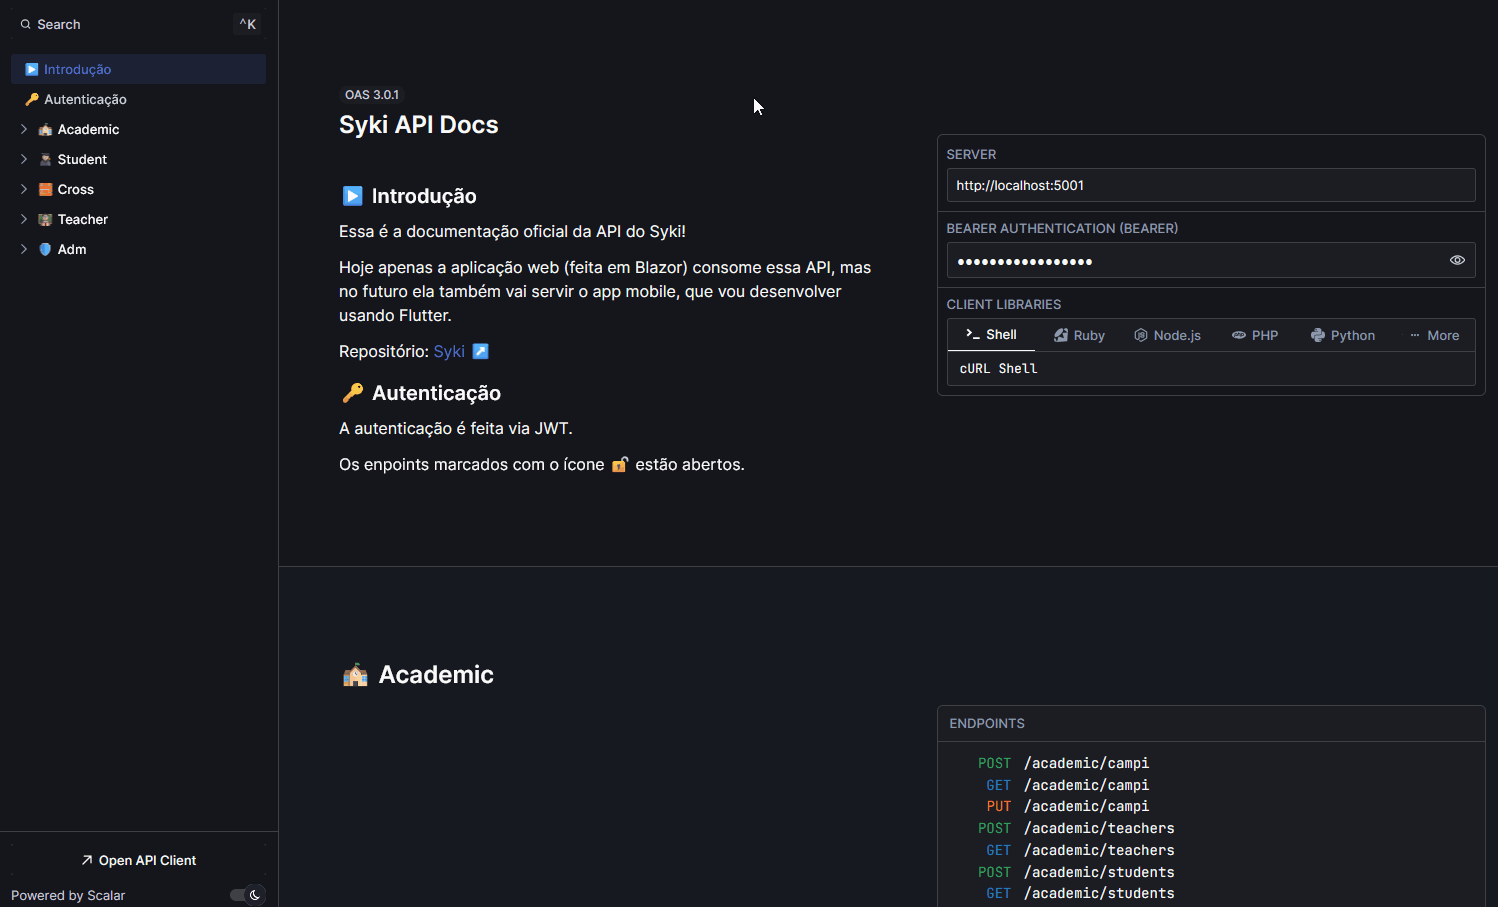 Search
^K
Introdução
Autenticação
Academic
Student
Cross
Teacher
Adm
Open API Client
Powered by Scalar
OAS 3.0.1
Syki API Docs
Introdução
Essa é a documentação oficial da API do Syki!
Hoje apenas a aplicação web (feita em Blazor) consome essa API, mas
no futuro ela também vai servir o app mobile, que vou desenvolver
usando Flutter.
Repositório: Syki
Autenticação
A autenticação é feita via JWT.
Os enpoints marcados com o ícone 🔓 estão abertos.
SERVER
http://localhost:5001
BEARER AUTHENTICATION (BEARER)
•••••••••••••••••
CLIENT LIBRARIES
Shell Ruby Node.js PHP Python More
cURL Shell
Academic
ENDPOINTS
POST /academic/campi
GET /academic/campi
PUT /academic/campi
POST /academic/teachers
GET /academic/teachers
POST /academic/students
GET /academic/students